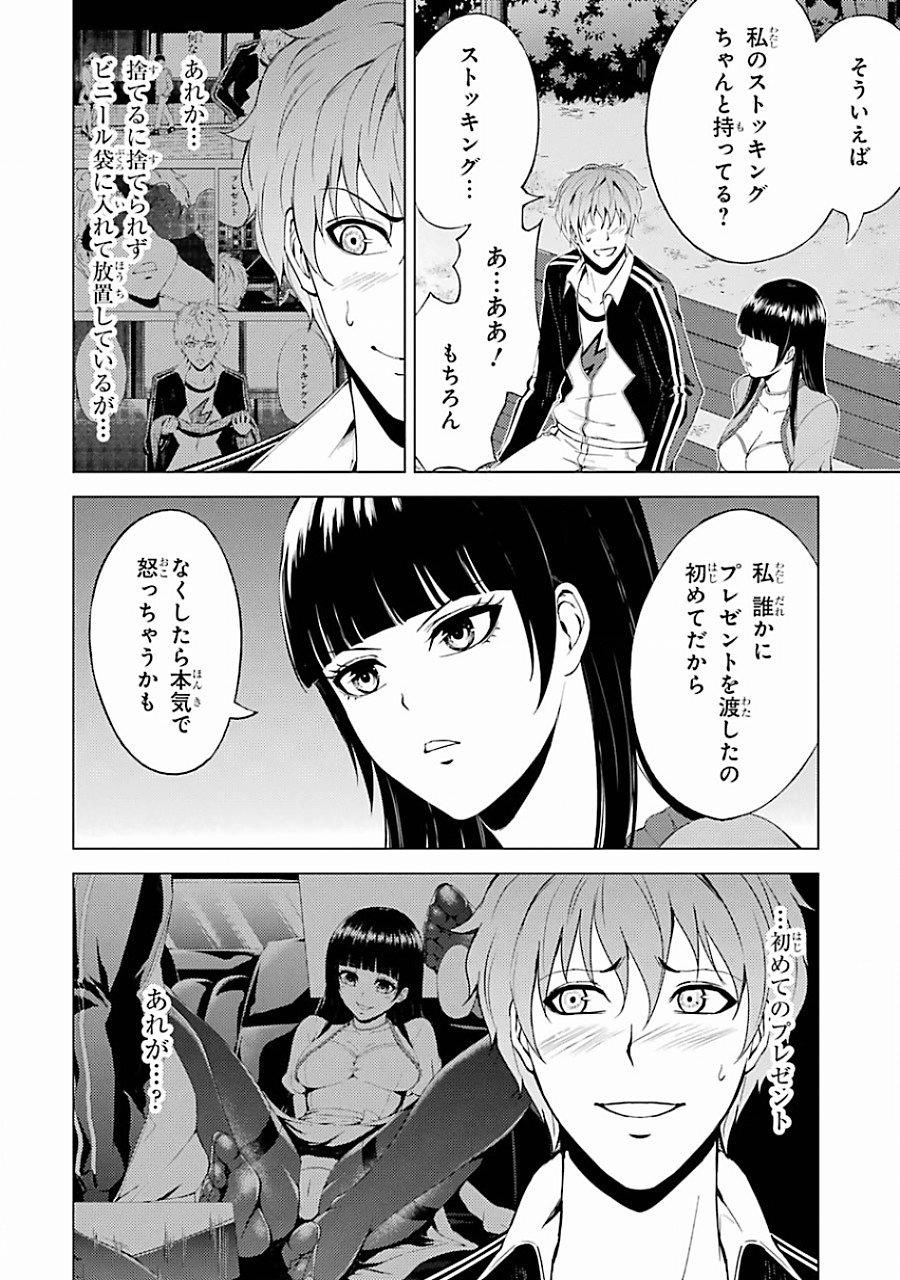 そういえば
私のストッキング
ちゃんと持ってる?
ストッキング…
あ…ああ!
もちろん
何な
プレゼント
ストッキング?
あれか…
捨てるに捨てられず
ビニール袋に入れて放置しているが…
私 誰かに
プレゼントを渡したの
初めてだから
なくしたら本気で
怒っちゃうかも
…初めてのプレゼント
あれが…?